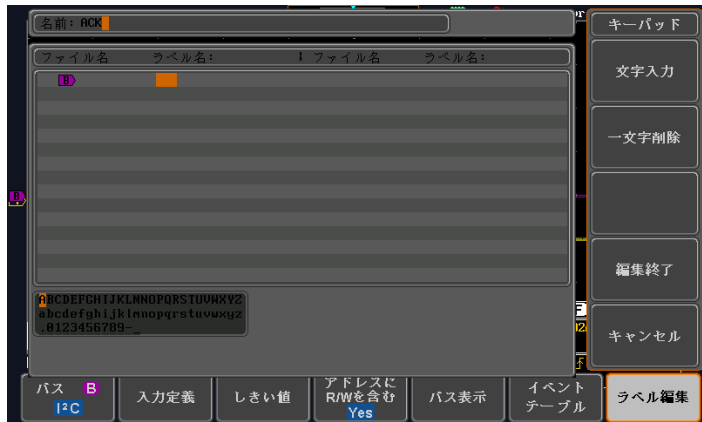 名前: ACK
キーパッド
ファイル名 ラベル名: ファイル名 ラベル名:
文字入力
B
一文字削除
B
編集終了
ABCDEFGHIJKLMNOPQRSTUVWXYZ
abcdefghijklmnopqrstuvwxyz
.0123456789-_
キャンセル
バス B
I²C
入力定義
しきい値
アドレスに
R/Wを含む
Yes
バス表示
イベント
テーブル
ラベル編集